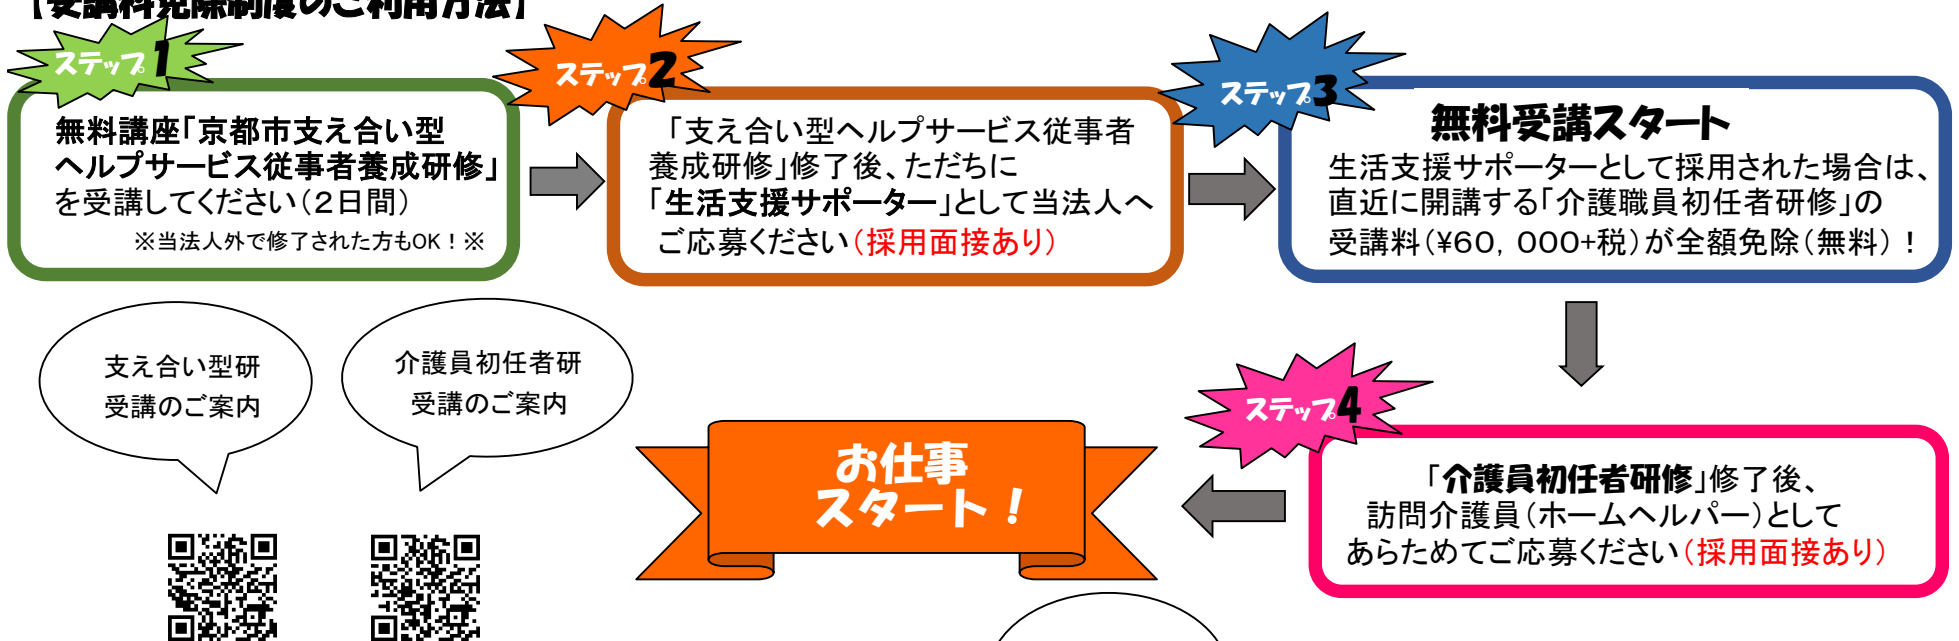 【受講料免除制度のご利用方法】
ステップ1
無料講座「京都市支え合い型
ヘルプサービス従事者養成研修」
を受講してください（２日間）
※当法人外で修了された方もOK！※
ステップ2
「支え合い型ヘルプサービス従事者
養成研修」修了後、ただちに
「生活支援サポーター」として当法人へ
ご応募ください（採用面接あり）
ステップ3
無料受講スタート
生活支援サポーターとして採用された場合は、
直近に開講する「介護職員初任者研修」の
受講料（¥60，000+税）が全額免除（無料）！
ステップ4
「介護員初任者研修」修了後、
訪問介護員（ホームヘルパー）として
あらためてご応募ください（採用面接あり）
お仕事
スタート！
支え合い型研
受講のご案内
介護員初任者研
受講のご案内